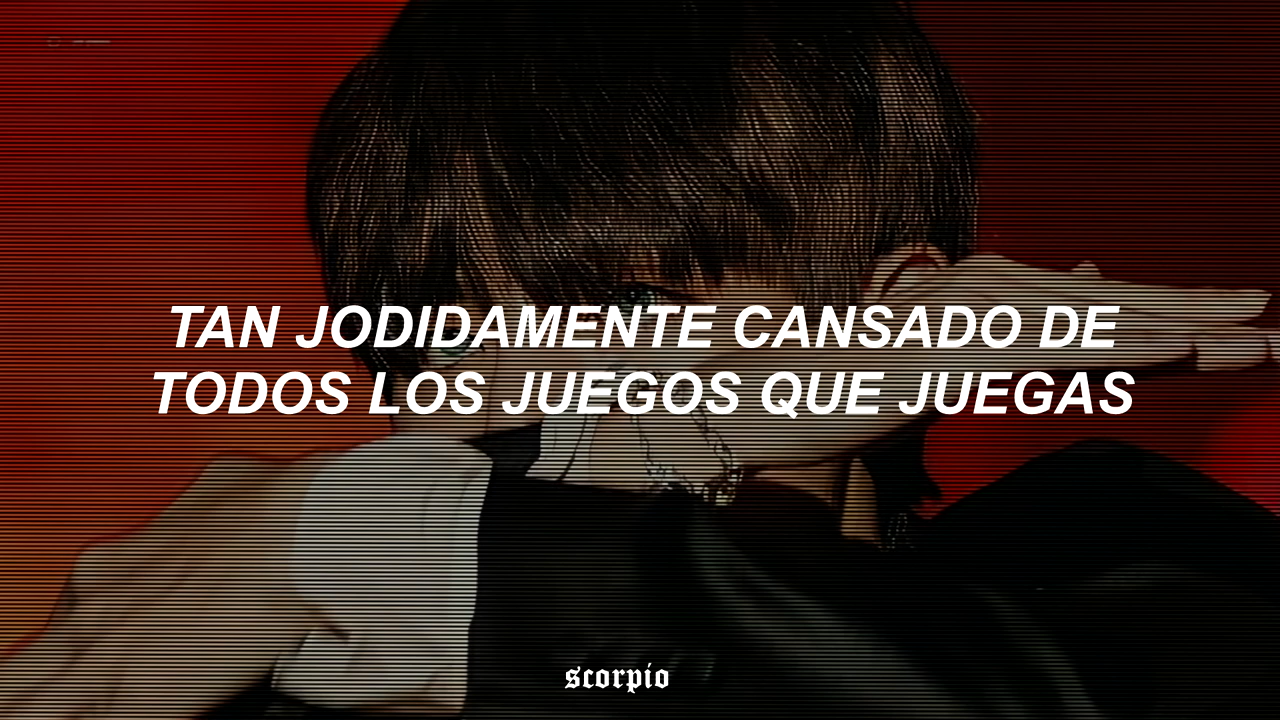 TAN JODIDAMENTE CANSADO DE
TODOS LOS JUEGOS QUE JUEGAS
scorpio